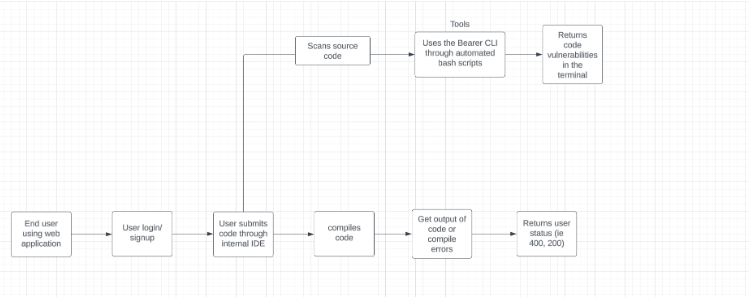 Tools
Scans source
code
Uses the Bearer CLI
through automated
bash scripts
Returns
code
vulnerabilities
in the
terminal
End user
using web
application
User login/
signup
User submits
code through
internal IDE
compiles
code
Get output of
code or
compile
errors
Returns user
status (ie
400, 200)